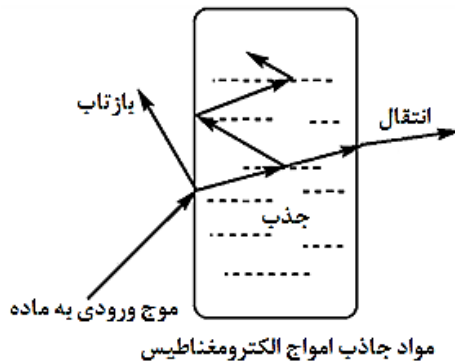 بازتاب
انتقال
جذب
موج ورودی به ماده
مواد جاذب امواج الکترومغناطیس